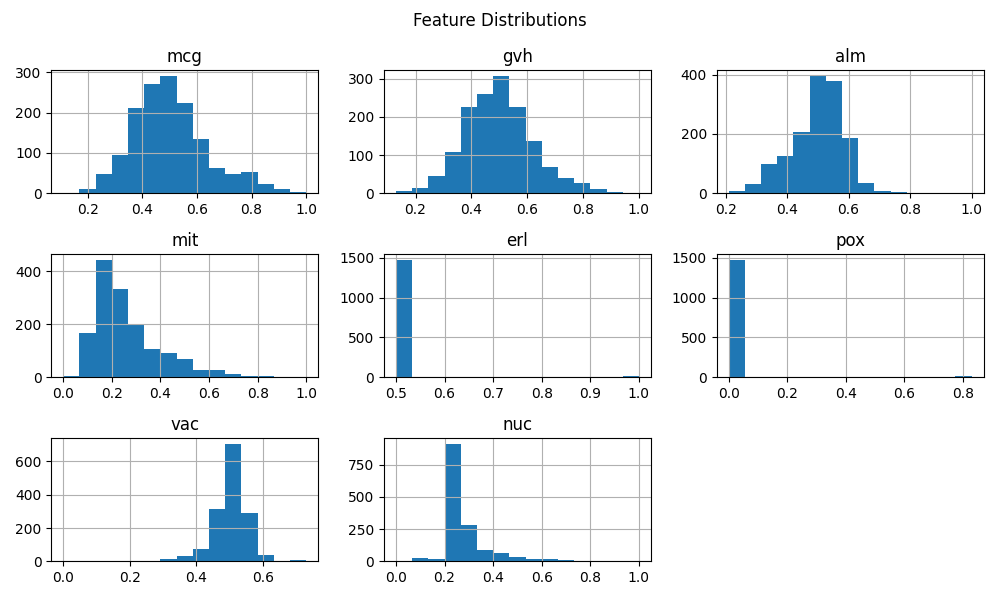 Feature Distributions
mcg gvh alm
300 200 100 0
0.2 0.4 0.6 0.8 1.0
300 200 100 0
0.2 0.4 0.6 0.8 1.0
400 200 0
0.2 0.4 0.6 0.8 1.0
mit erl pox
400 200 0
0.0 0.2 0.4 0.6 0.8 1.0
1500 1000 500 0
0.5 0.6 0.7 0.8 0.9 1.0
1500 1000 500 0
0.0 0.2 0.4 0.6 0.8
vac nuc
600 400 200 0
0.0 0.2 0.4 0.6
750 500 250 0
0.0 0.2 0.4 0.6 0.8 1.0